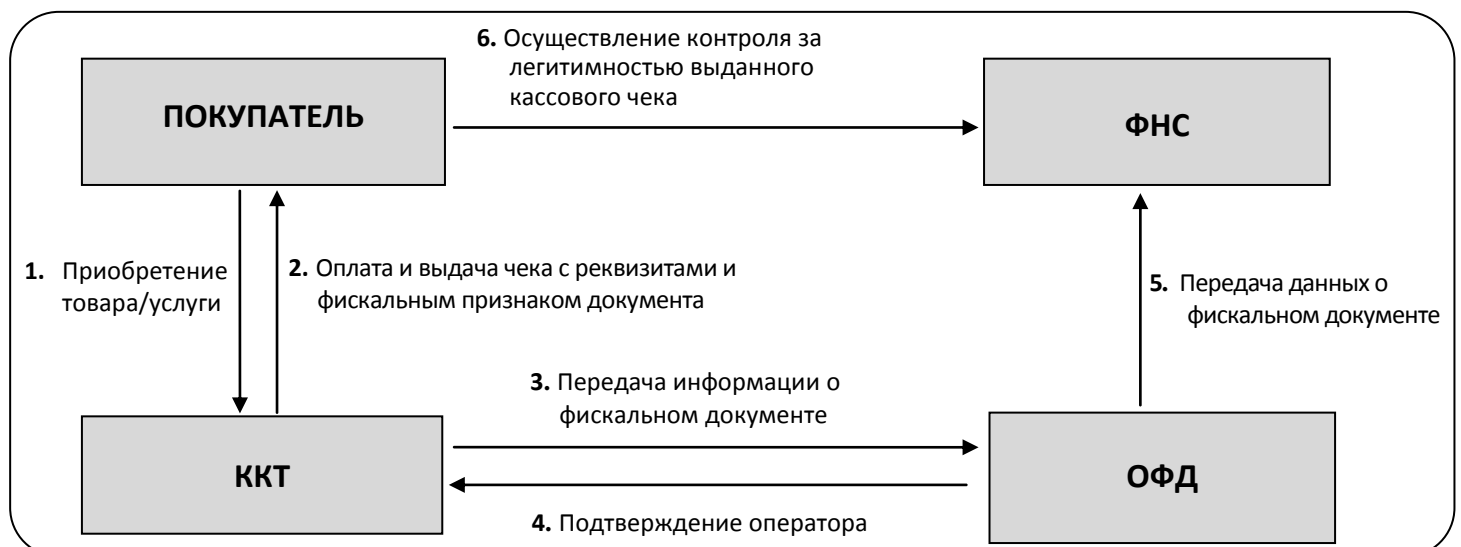 6. Осуществление контроля за
легитимностью выданного
кассового чека
ПОКУПАТЕЛЬ
ФНС
1. Приобретение
товара/услуги
2. Оплата и выдача чека с реквизитами и
фискальным признаком документа
5. Передача данных о
фискальном документе
3. Передача информации о
фискальном документе
ККТ
ОФД
4. Подтверждение оператора